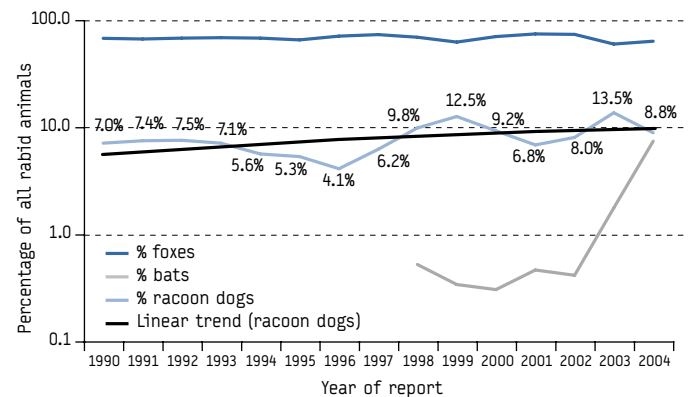 Percentage of all rabid animals
100.0
10.0
1.0
0.1
7.0% 7.4% 7.5% 7.1% 5.6% 5.3% 4.1% 6.2% 9.8% 12.5% 9.2% 6.8% 8.0% 13.5% 8.8%
% foxes
% bats
% racoon dogs
Linear trend (racoon dogs)
1990 1991 1992 1993 1994 1995 1996 1997 1998 1999 2000 2001 2002 2003 2004
Year of report